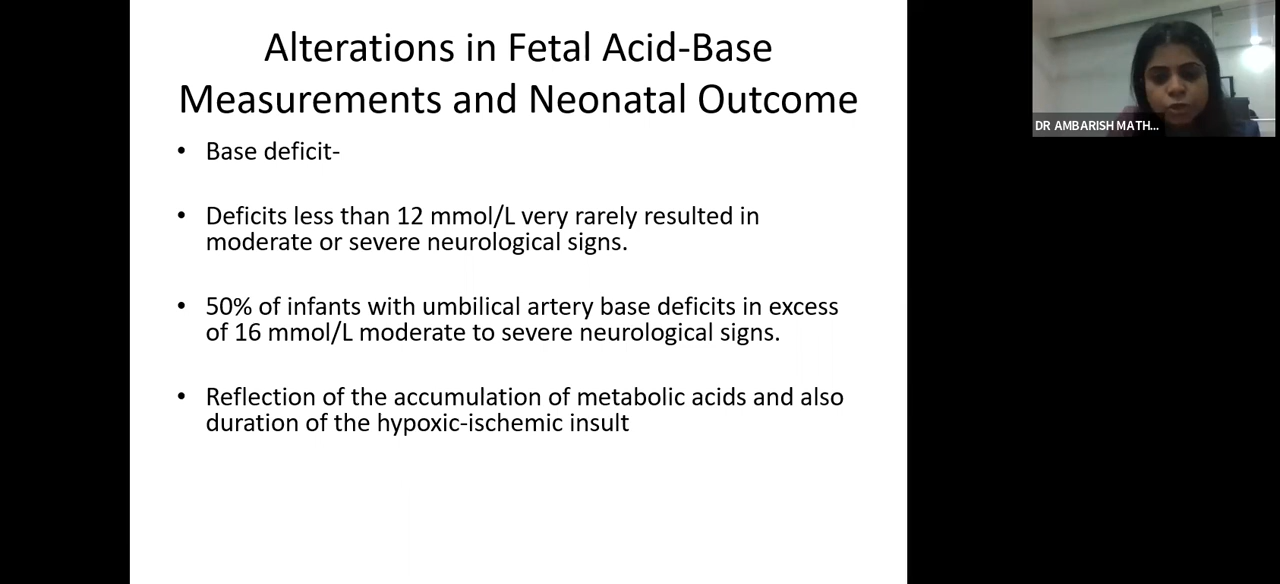 Alterations in Fetal Acid-Base
Measurements and Neonatal Outcome
• Base deficit-
• Deficits less than 12 mmol/L very rarely resulted in
moderate or severe neurological signs.
• 50% of infants with umbilical artery base deficits in excess
of 16 mmol/L moderate to severe neurological signs.
• Reflection of the accumulation of metabolic acids and also
duration of the hypoxic-ischemic insult
DR AMBARISH MATH...